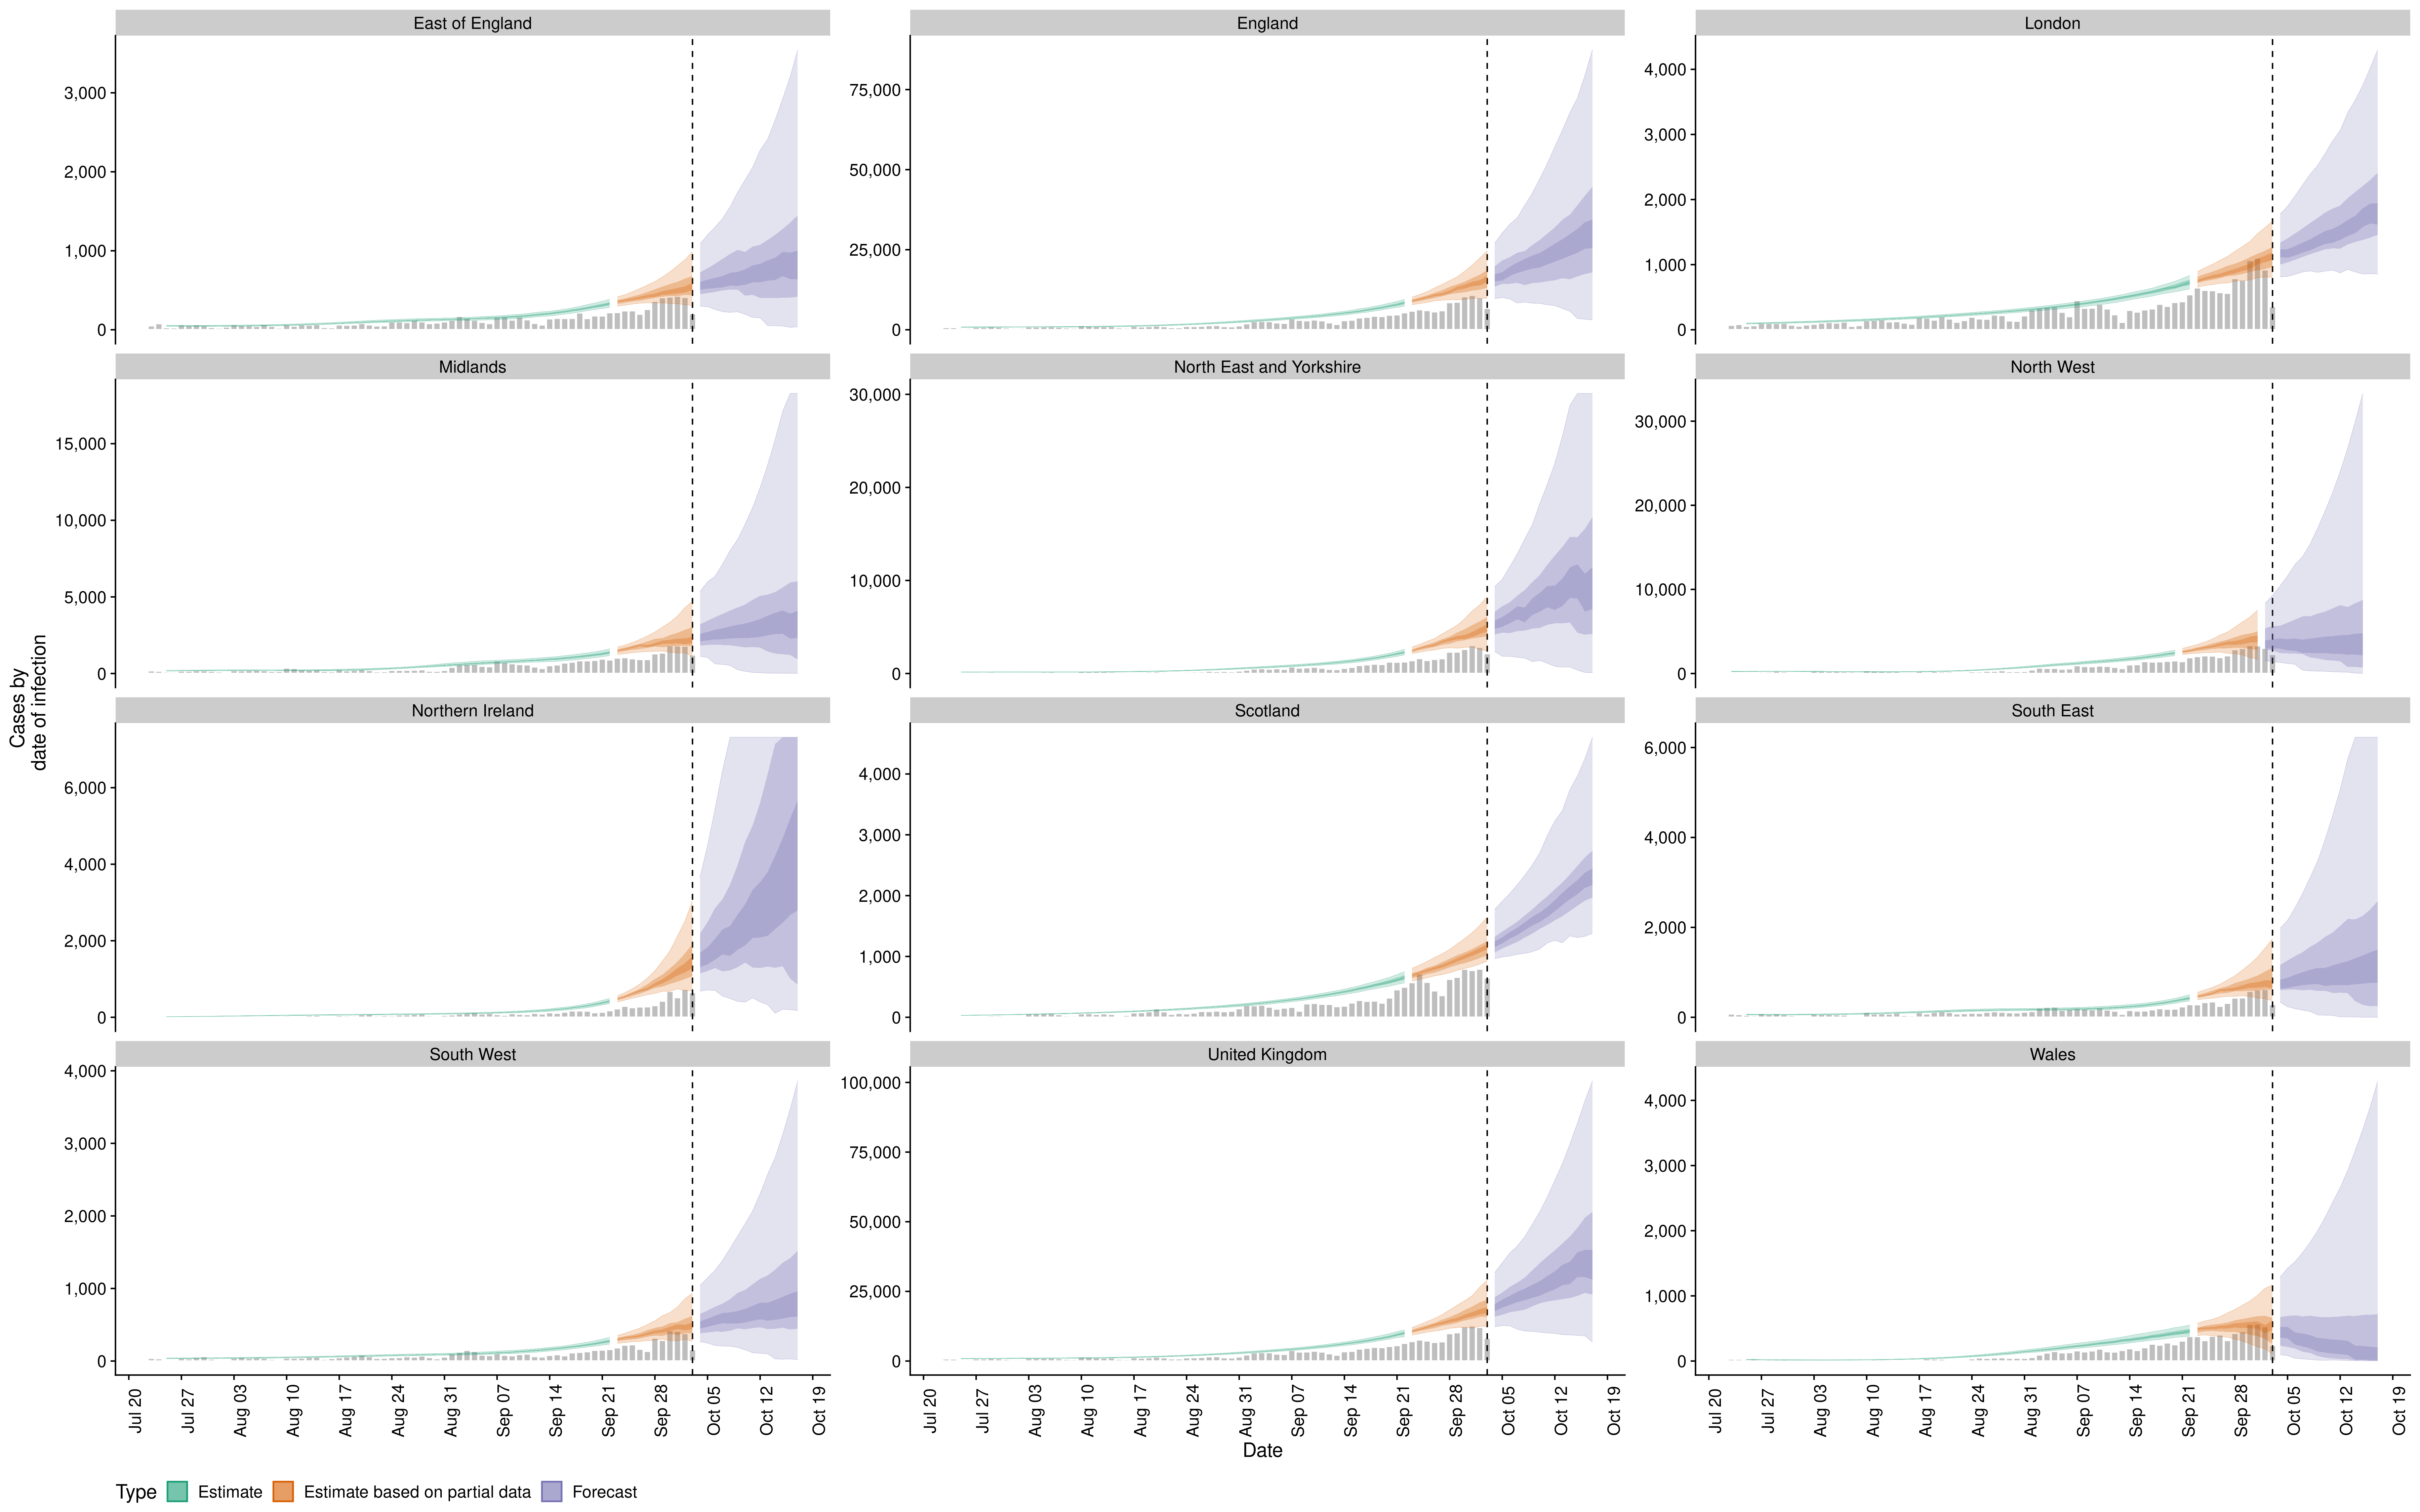 East of England
England
London
3,000
2,000
1,000
0
75,000
50,000
25,000
0
4,000
3,000
2,000
1,000
0
Midlands
North East and Yorkshire
North West
15,000
10,000
5,000
0
30,000
20,000
10,000
0
30,000
20,000
10,000
0
Cases by
date of infection
Northern Ireland
Scotland
South East
6,000
4,000
2,000
0
4,000
3,000
2,000
1,000
0
6,000
4,000
2,000
0
South West
United Kingdom
Wales
4,000
3,000
2,000
1,000
0
100,000
75,000
50,000
25,000
0
4,000
3,000
2,000
1,000
0
Jul 20
Jul 27
Aug 03
Aug 10
Aug 17
Aug 24
Aug 31
Sep 07
Sep 14
Sep 21
Sep 28
Oct 05
Oct 12
Oct 19
Jul 20
Jul 27
Aug 03
Aug 10
Aug 17
Aug 24
Aug 31
Sep 07
Sep 14
Sep 21
Sep 28
Oct 05
Oct 12
Oct 19
Jul 20
Jul 27
Aug 03
Aug 10
Aug 17
Aug 24
Aug 31
Sep 07
Sep 14
Sep 21
Sep 28
Oct 05
Oct 12
Oct 19
Date
Type Estimate Estimate based on partial data Forecast